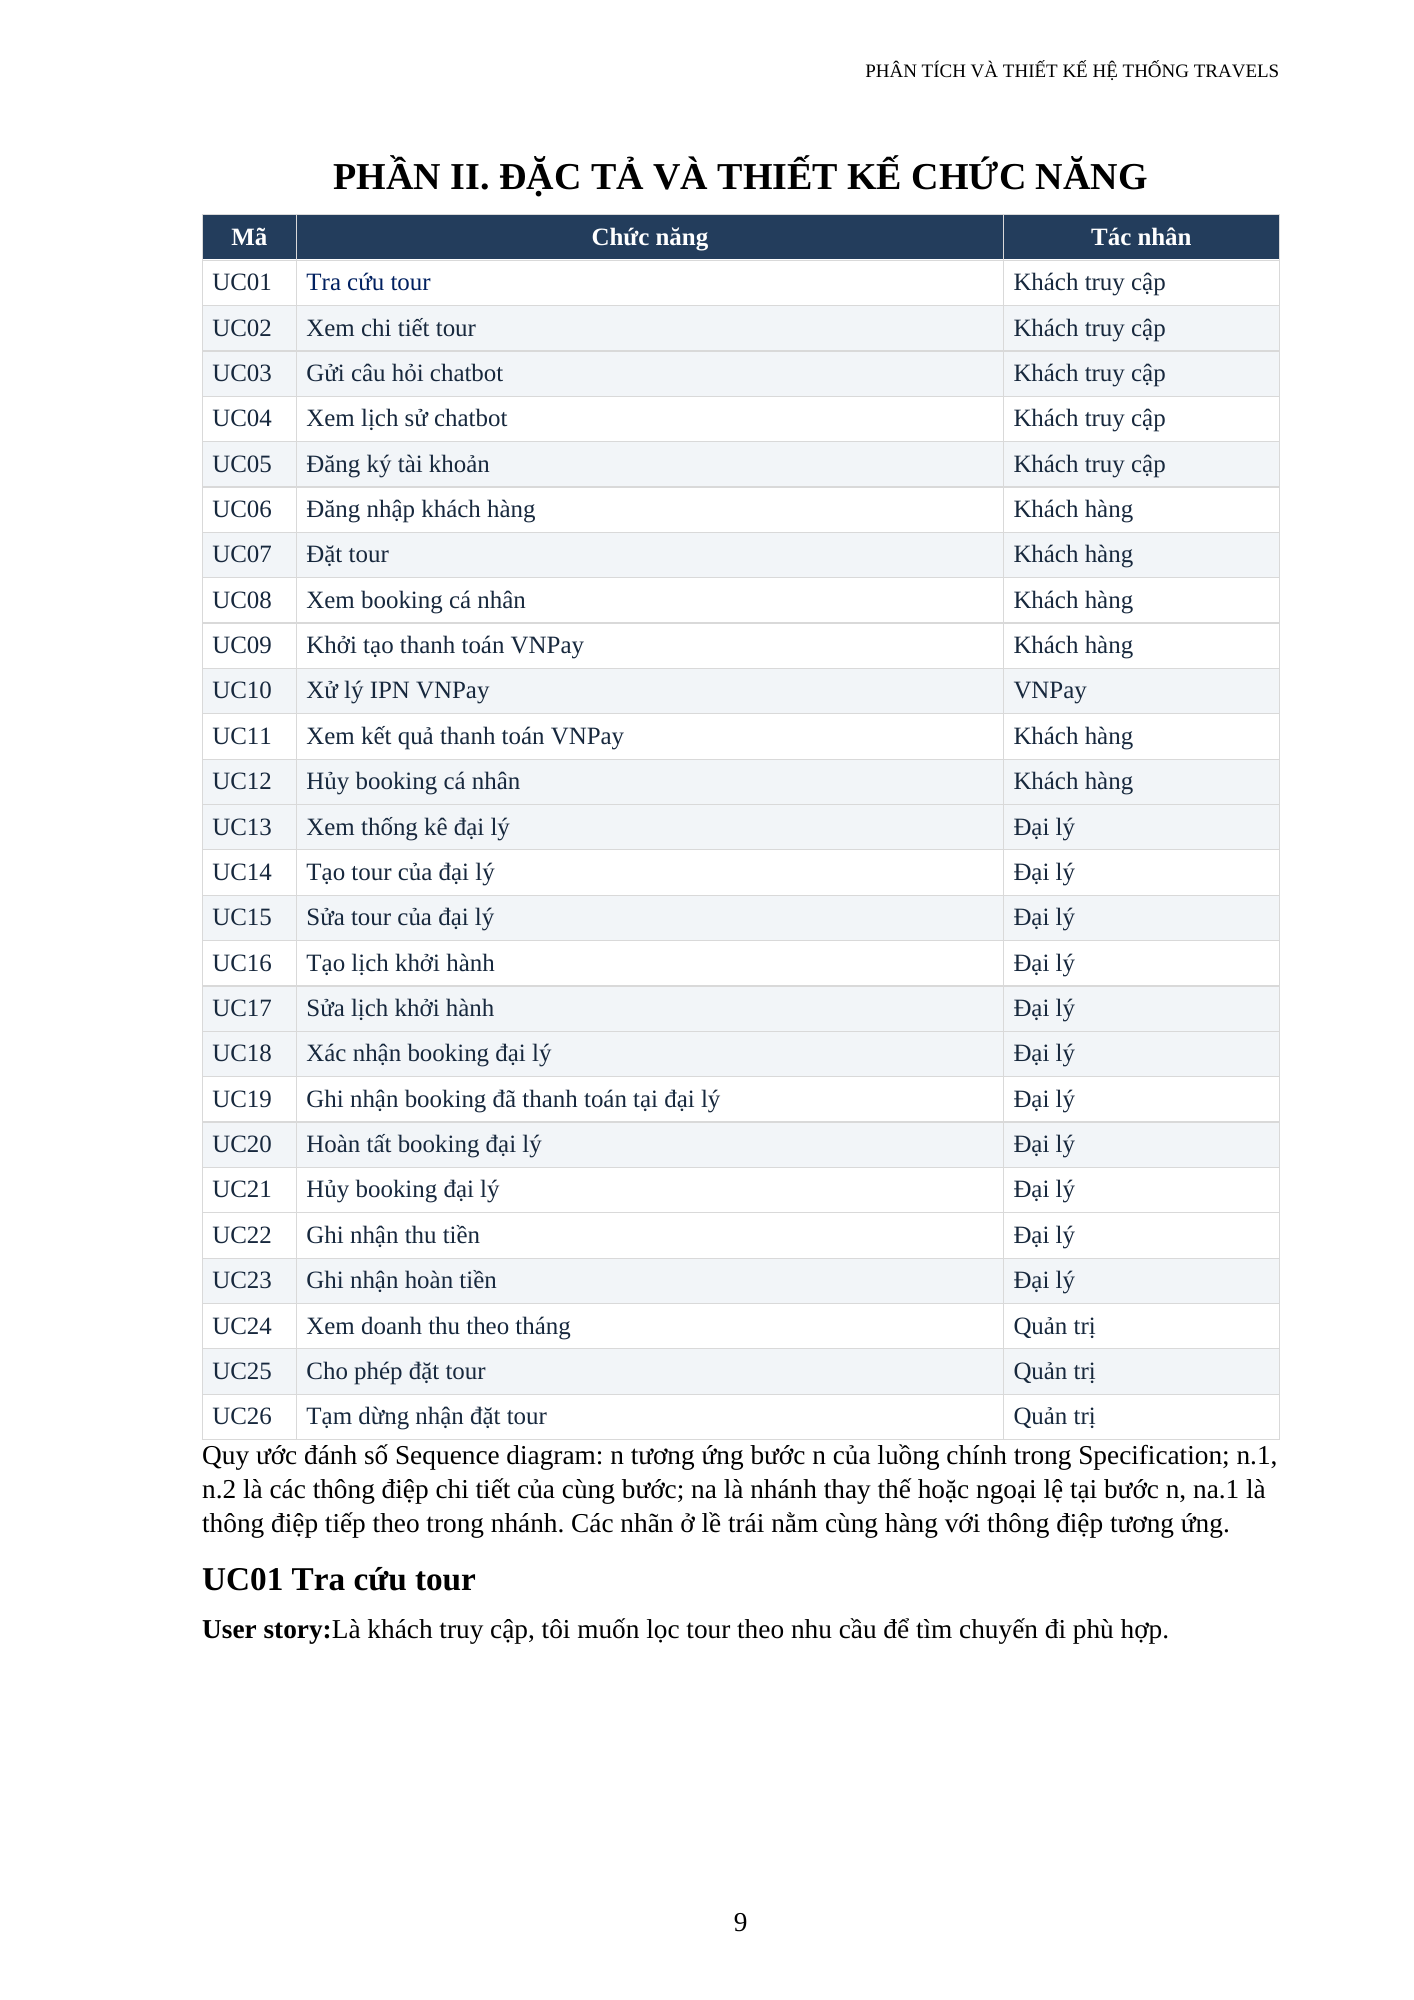 PHÂN TÍCH VÀ THIẾT KẾ HỆ THỐNG TRAVELS
PHẦN II. ĐẶC TẢ VÀ THIẾT KẾ CHỨC NĂNG
Mã Chức năng Tác nhân
UC01 Tra cứu tour Khách truy cập
UC02 Xem chi tiết tour Khách truy cập
UC03 Gửi câu hỏi chatbot Khách truy cập
UC04 Xem lịch sử chatbot Khách truy cập
UC05 Đăng ký tài khoản Khách truy cập
UC06 Đăng nhập khách hàng Khách hàng
UC07 Đặt tour Khách hàng
UC08 Xem booking cá nhân Khách hàng
UC09 Khởi tạo thanh toán VNPay Khách hàng
UC10 Xử lý IPN VNPay VNPay
UC11 Xem kết quả thanh toán VNPay Khách hàng
UC12 Hủy booking cá nhân Khách hàng
UC13 Xem thống kê đại lý Đại lý
UC14 Tạo tour của đại lý Đại lý
UC15 Sửa tour của đại lý Đại lý
UC16 Tạo lịch khởi hành Đại lý
UC17 Sửa lịch khởi hành Đại lý
UC18 Xác nhận booking đại lý Đại lý
UC19 Ghi nhận booking đã thanh toán tại đại lý Đại lý
UC20 Hoàn tất booking đại lý Đại lý
UC21 Hủy booking đại lý Đại lý
UC22 Ghi nhận thu tiền Đại lý
UC23 Ghi nhận hoàn tiền Đại lý
UC24 Xem doanh thu theo tháng Quản trị
UC25 Cho phép đặt tour Quản trị
UC26 Tạm dừng nhận đặt tour Quản trị
Quy ước đánh số Sequence diagram: n tương ứng bước n của luồng chính trong Specification; n.1,
n.2 là các thông điệp chi tiết của cùng bước; na là nhánh thay thế hoặc ngoại lệ tại bước n, na.1 là
thông điệp tiếp theo trong nhánh. Các nhãn ở lề trái nằm cùng hàng với thông điệp tương ứng.
UC01 Tra cứu tour
User story:Là khách truy cập, tôi muốn lọc tour theo nhu cầu để tìm chuyến đi phù hợp.
9